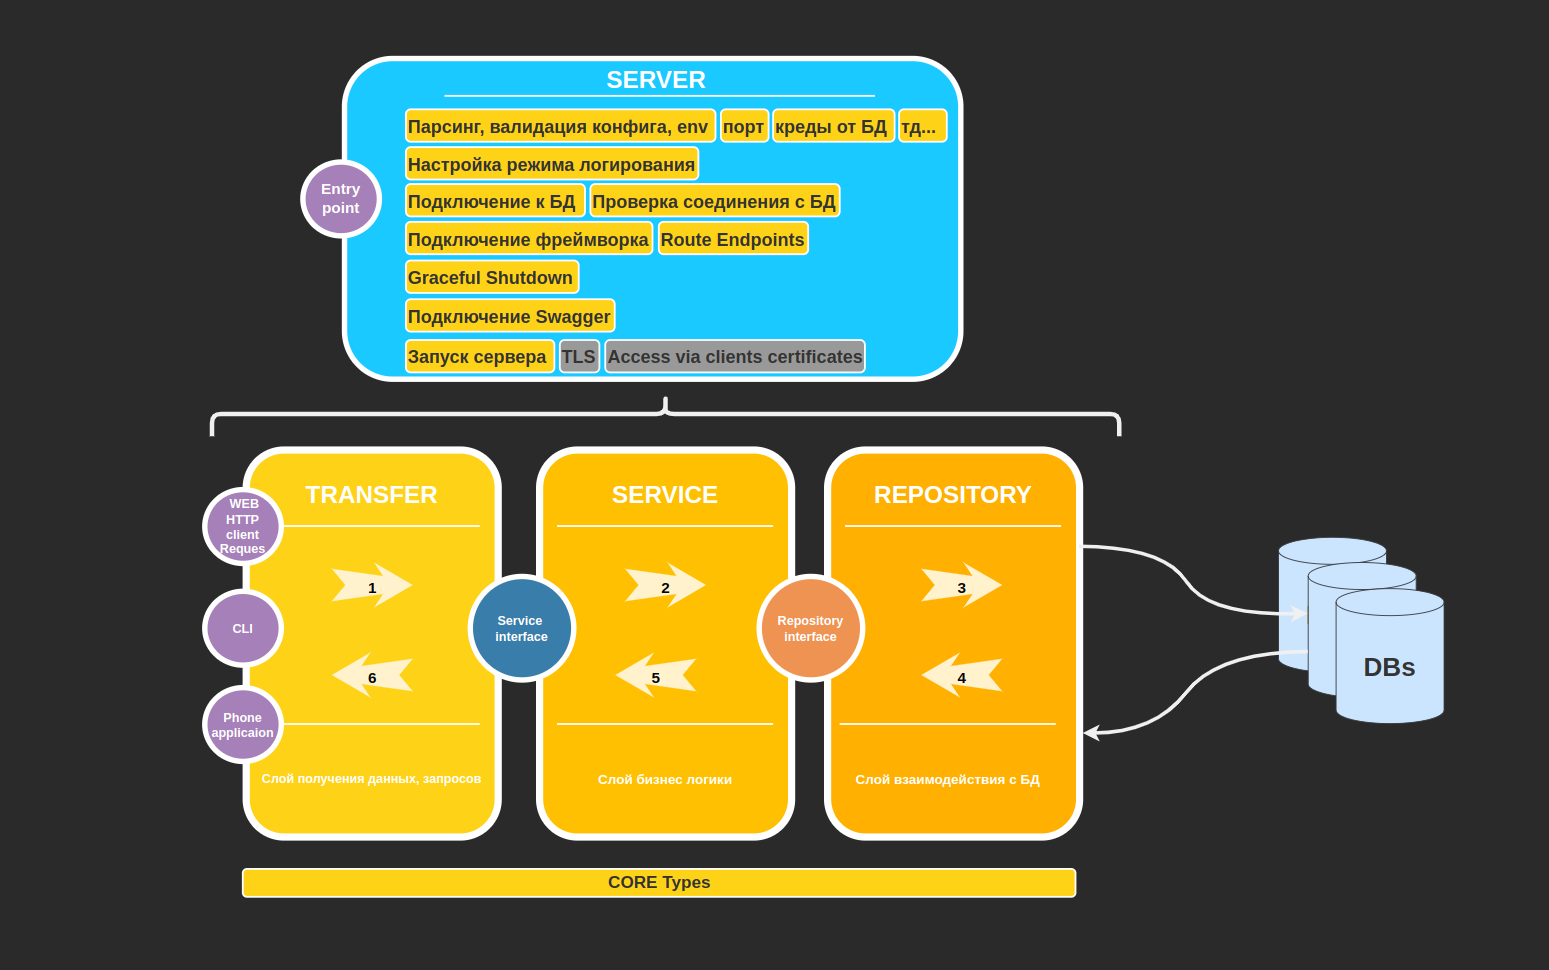 SERVER
Парсинг, валидация конфига, env порт креды от БД тд...
Настройка режима логирования
Entry
point
Подключение к БД Проверка соединения с БД
Подключение фреймворка Route Endpoints
Graceful Shutdown
Подключение Swagger
Запуск сервера TLS Access via clients certificates
TRANSFER SERVICE REPOSITORY
WEB
HTTP
client
Reques
1 2 3
CLI
Service
interface
Repository
interface
6 5 4
DBs
Phone
applicaion
Слой получения данных, запросов
Слой бизнес логики
Слой взаимодействия с БД
CORE Types